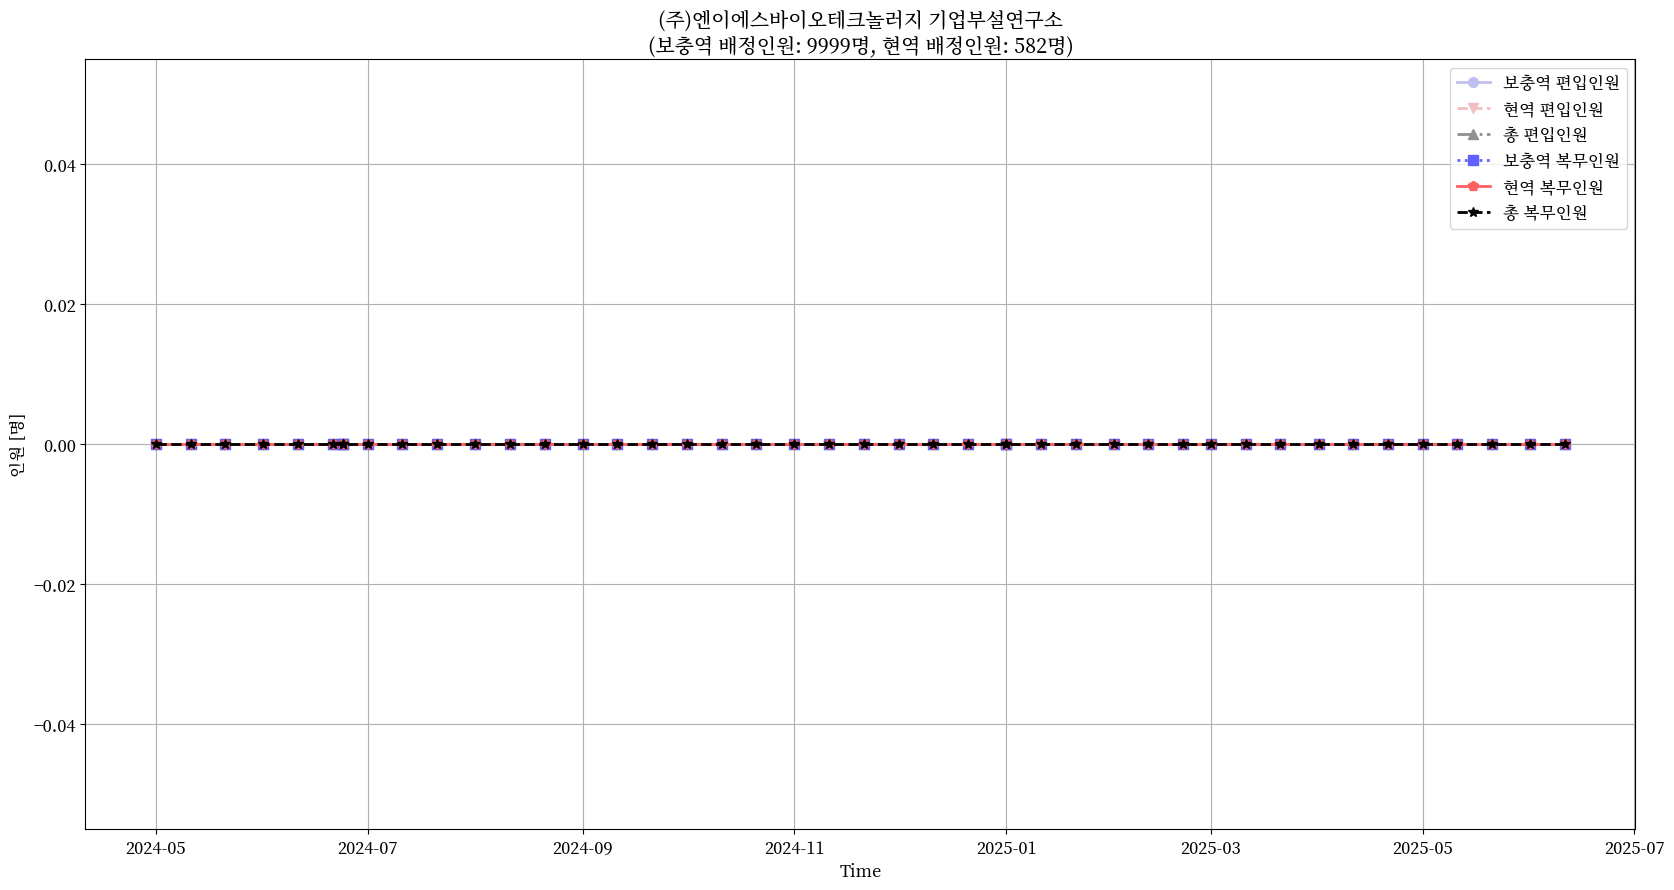 (주)엔이에스바이오테크놀러지 기업부설연구소
(보충역 배정인원: 9999명, 현역 배정인원: 582명)
보충역 편입인원
현역 편입인원
총 편입인원
보충역 복무인원
현역 복무인원
총 복무인원
0.04
0.02
0.00
−0.02
−0.04
인원 [명]
2024-05
2024-07
2024-09
2024-11
2025-01
2025-03
2025-05
2025-07
Time